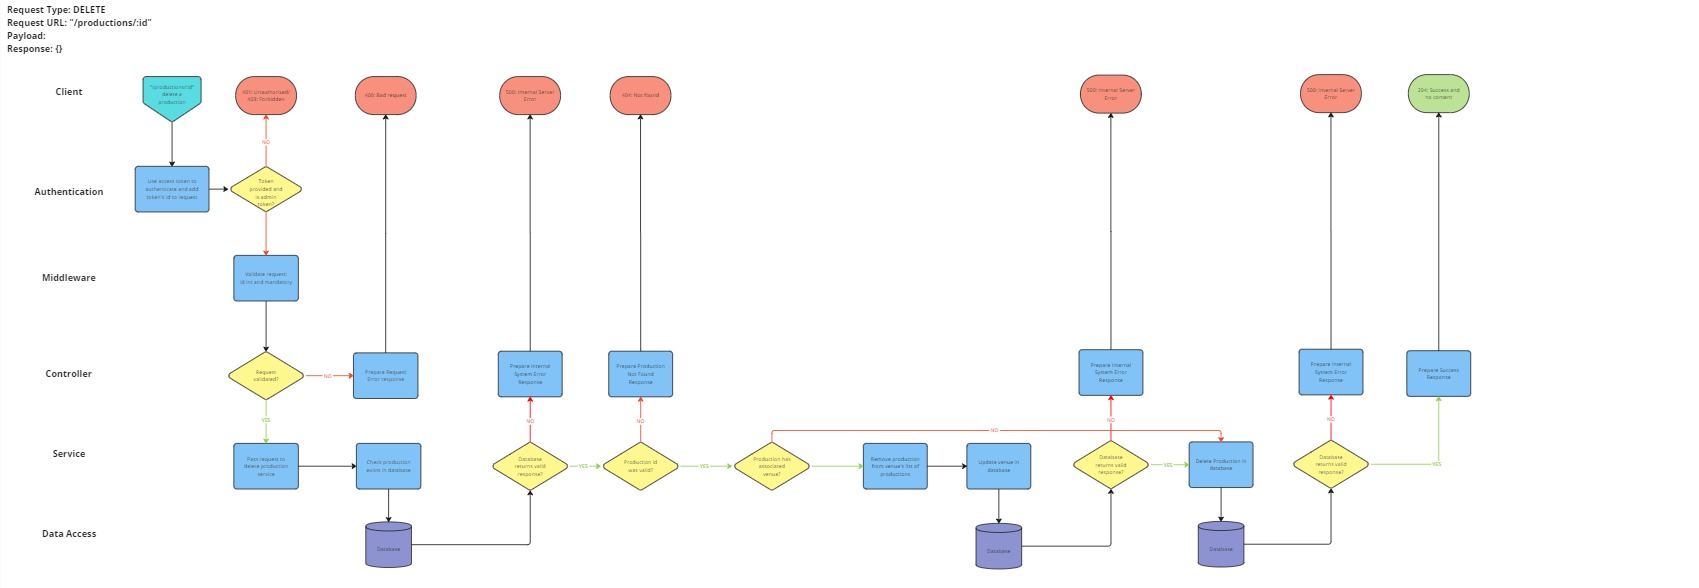 Request Type: DELETE
Request URL: "/productions/:id"
Payload:
Response: {}
Client
"/productions/:id"
delete a
production
401: Unauthorized/
403: Forbidden
400: Bad request
500: Internal Server
Error
404: Not found
500: Internal Server
Error
500: Internal Server
Error
204: Success and
no content
NO
Authentication
Use access token to
authenticate and add
token's id to request
Token
provided and
is admin
token?
Middleware
Validate request:
id int and mandatory
Controller
Request
validated?
NO
Prepare Request
Error response
Prepare Internal
System Error
Response
Prepare Production
Not Found
Response
Prepare Internal
System Error
Response
Prepare Internal
System Error
Response
Prepare Success
Response
YES
NO
NO
NO
NO
NO
Service
Pass request to
delete production
service
Check production
exists in database
Database
returns valid
response?
YES
Production id
was valid?
YES
Production has
associated
venue?
Remove production
from venue's list of
productions
Update venue in
database
Database
returns valid
response?
YES
Delete Production in
database
Database
returns valid
response?
YES
Data Access
Database
Database
Database